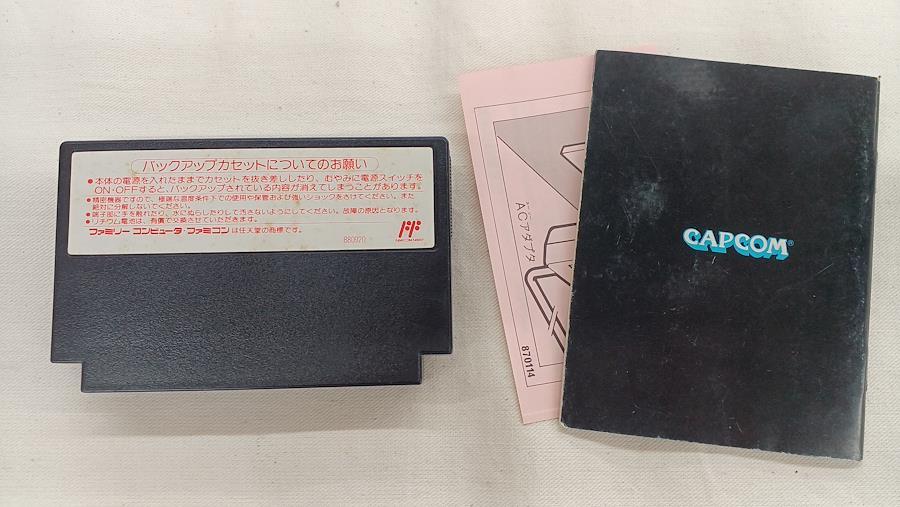 バックアップカセットについてのお願い
●本体の電源を入れたままでカセットを抜き差ししたり、むやみに電源スイッチを
ON・OFFすると、バックアップされている内容が消えてしまうことがあります。
●精密機器ですので、極端な温度条件下での使用や保管および強いショックをさけてください。また
絶対に分解しないでください。
●端子部に手を触れたり、水にぬらしたりして汚さないようにしてください。故障の原因となります。
●リチウム電池は、有償で交換させていただきます。
ファミリーコンピュータ・ファミコンは任天堂の商標です。
880920
ACアダプタ
870114
CAPCOM®